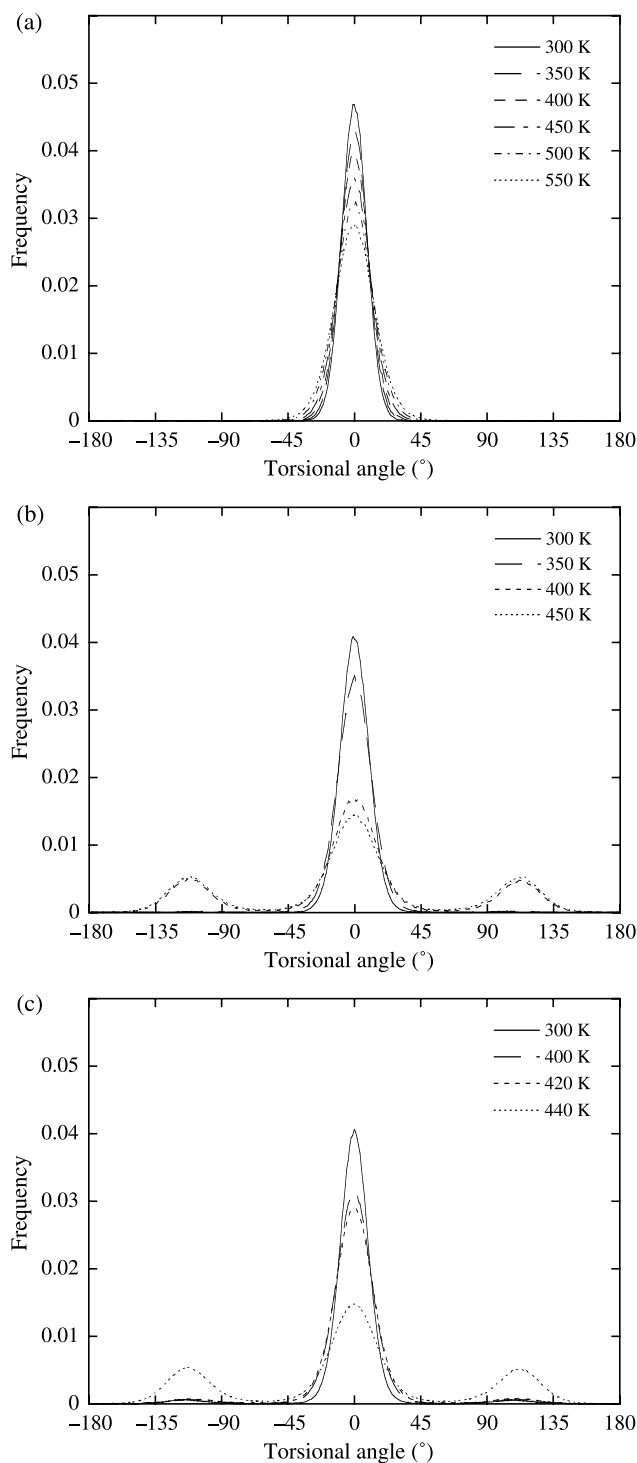 (a)
300 K
350 K
400 K
450 K
500 K
550 K
Frequency
0.05
0.04
0.03
0.02
0.01
0
−180 −135 −90 −45 0 45 90 135 180
Torsional angle (°)
(b)
300 K
350 K
400 K
450 K
Frequency
0.05
0.04
0.03
0.02
0.01
0
−180 −135 −90 −45 0 45 90 135 180
Torsional angle (°)
(c)
300 K
400 K
420 K
440 K
Frequency
0.05
0.04
0.03
0.02
0.01
0
−180 −135 −90 −45 0 45 90 135 180
Torsional angle (°)